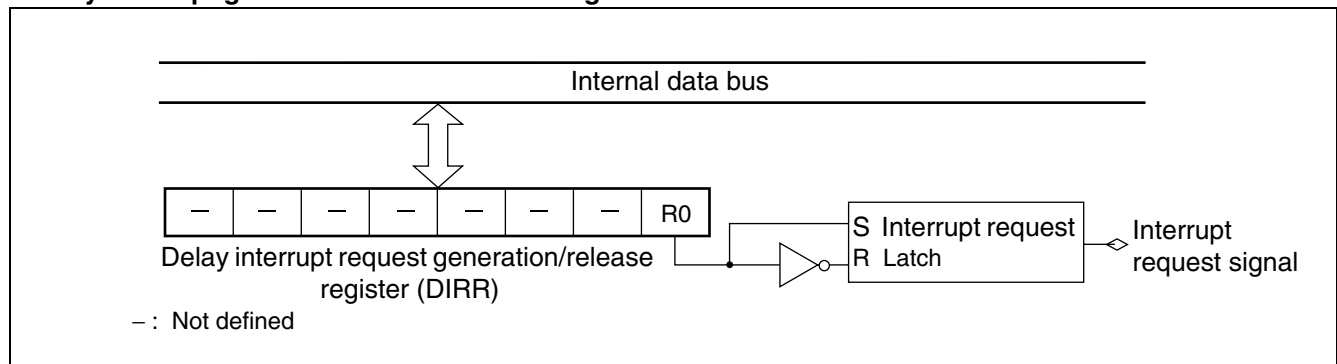 Internal data bus
– – – – – – – R0
Delay interrupt request generation/release
register (DIRR)
S Interrupt request
R Latch
Interrupt
request signal
– : Not defined